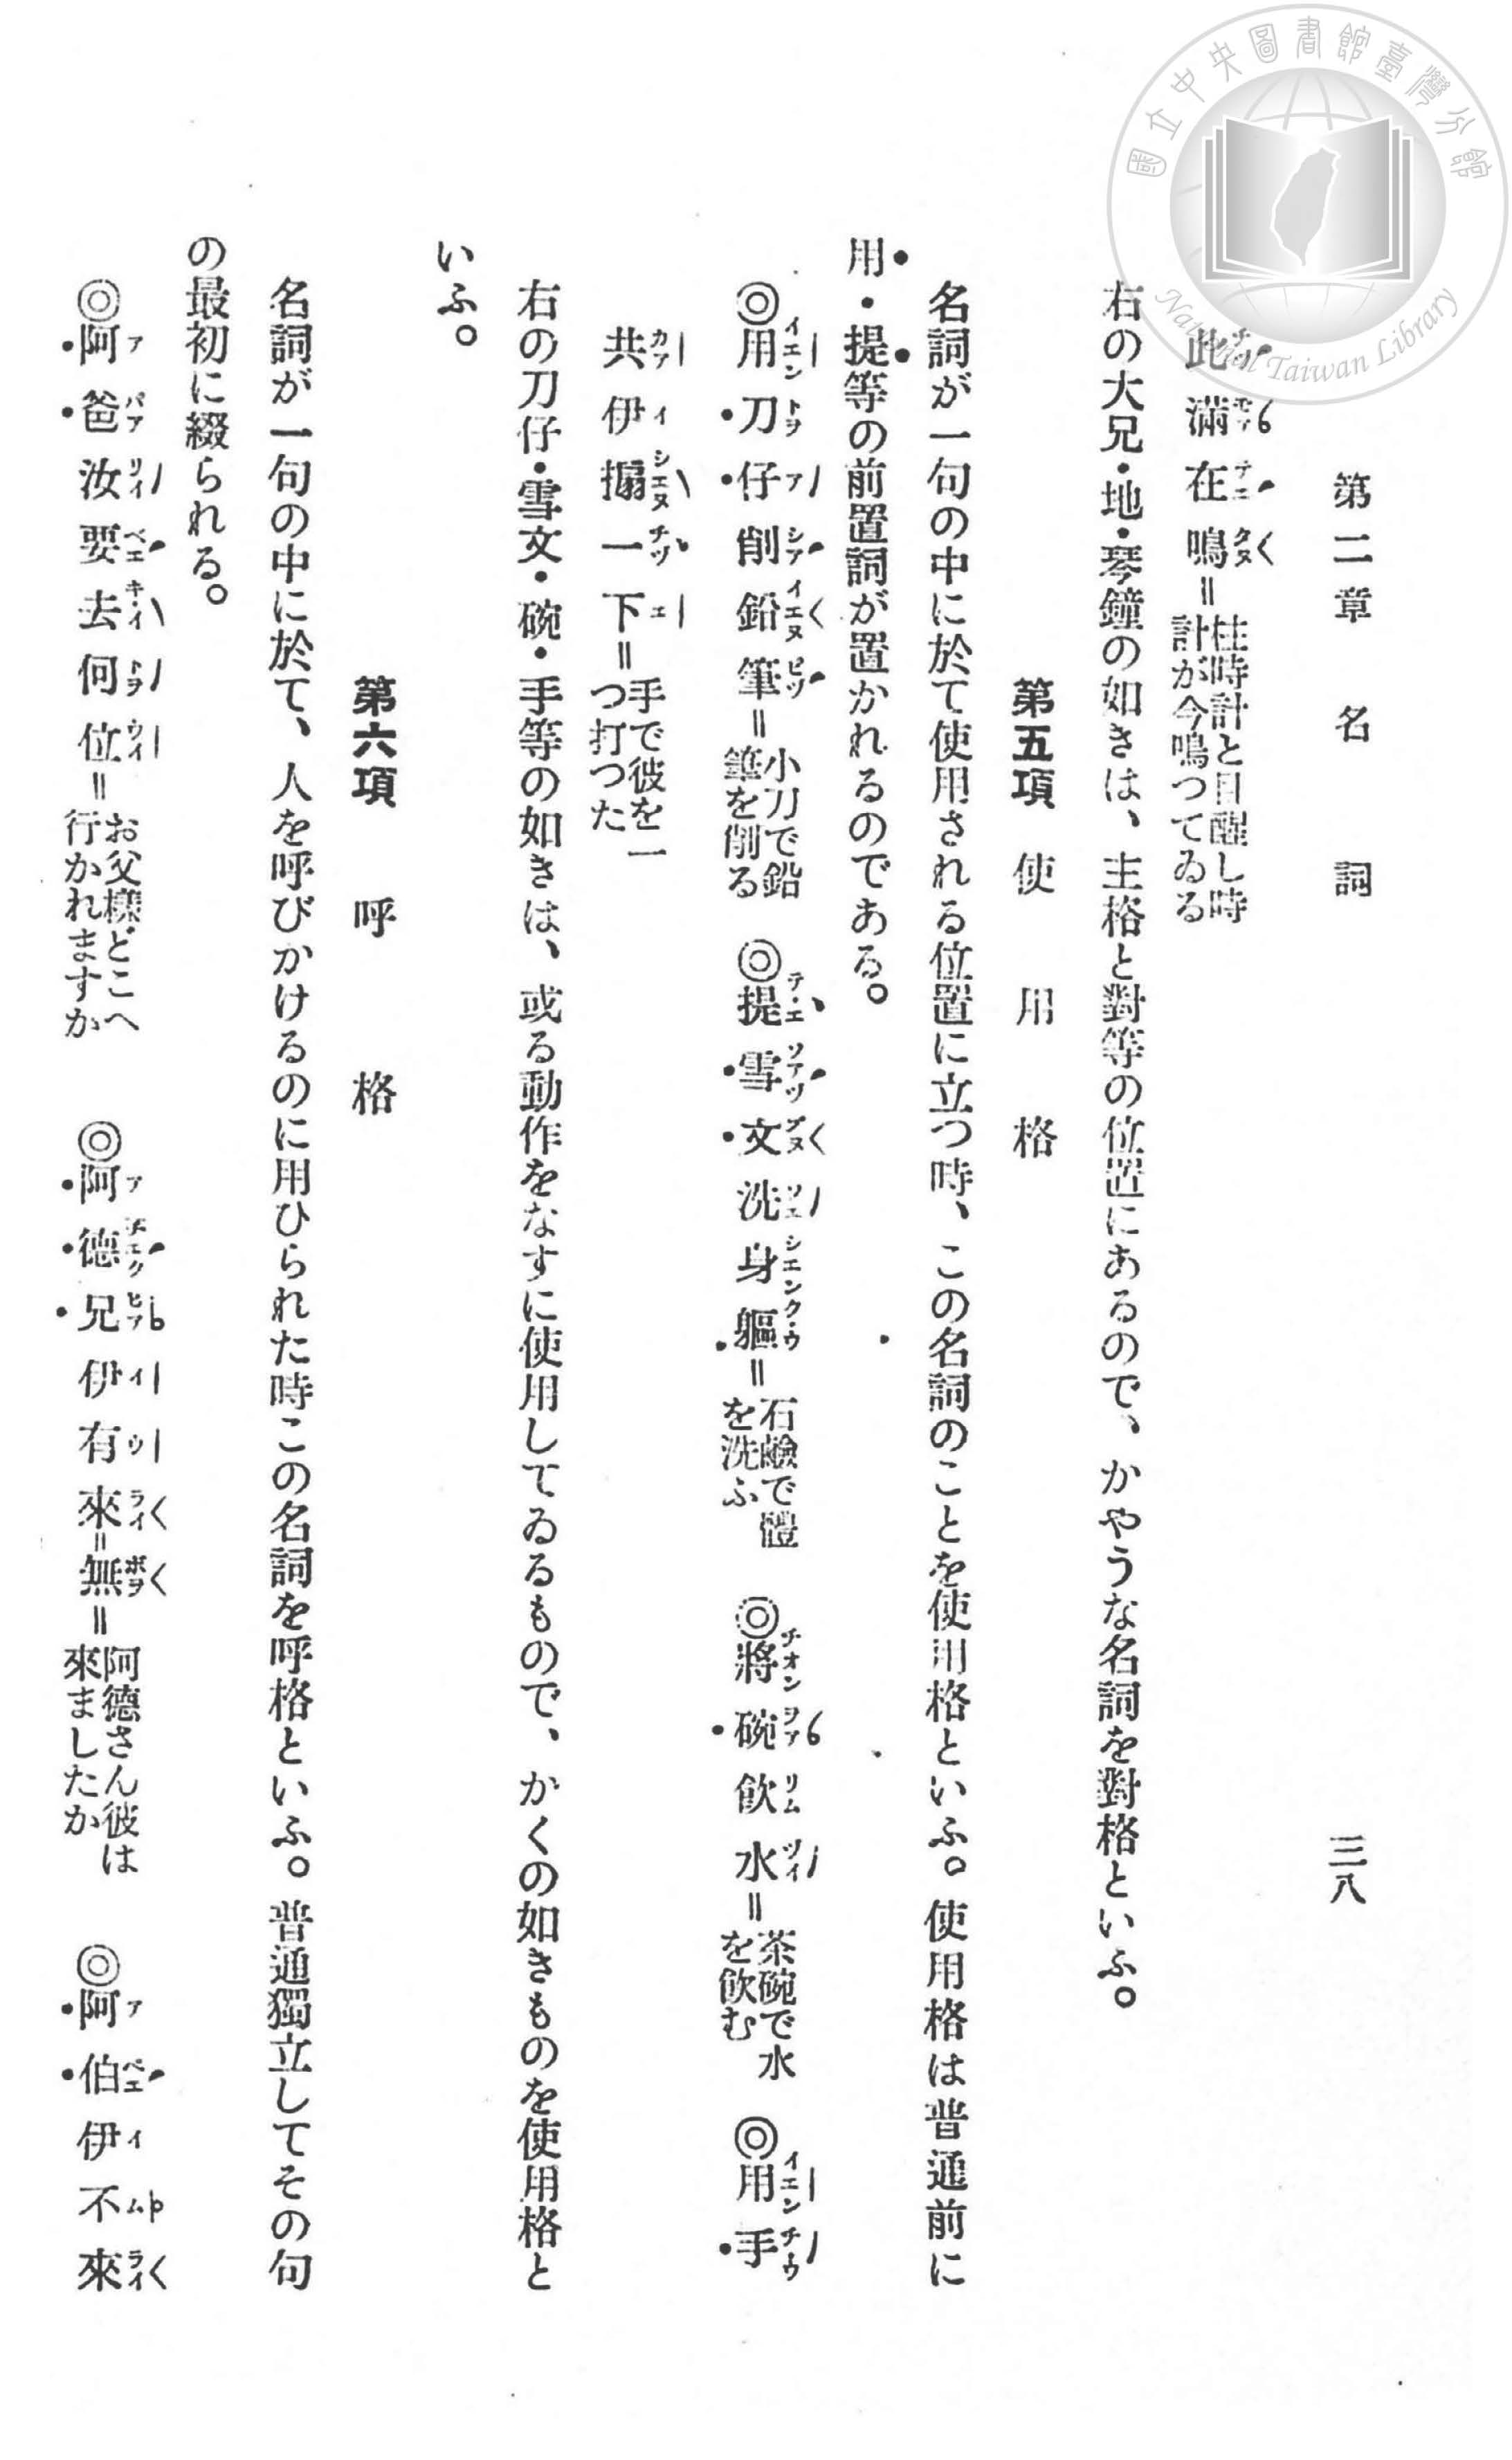 國立中央圖書館臺灣分館
National Taiwan Library
第二章 名詞 三八
此滿在鳴=柱時計と目醒し時計が今鳴つてゐる
右の大兄・地・琴鐘の如きは、主格と對等の位置にあるので、かやうな名詞を對格といふ。
第五項 使用格
名詞が一句の中に於て使用される位置に立つ時、この名詞のことを使用格といふ。使用格は普通前に
用・提等の前置詞が置かれるのである。
◎用刀仔削鉛筆=小刀で鉛筆を削る ◎提雪文洗身軀=石鹼で體を洗ふ ◎將碗飮水=茶碗で水を飮む ◎用手
共伊搧一下=手で彼を一つ打つた
右の刀仔・雪文・碗・手等の如きは、或る動作をなすに使用してゐるもので、かくの如きものを使用格と
いふ。
第六項 呼格
名詞が一句の中に於て、人を呼びかけるのに用ひられた時この名詞を呼格といふ。普通獨立してその句
の最初に綴られる。
◎阿爸汝要去何位=お父樣どこへ行かれますか ◎阿德兄伊有來=無=阿德さん彼は來ましたか ◎阿伯伊不來